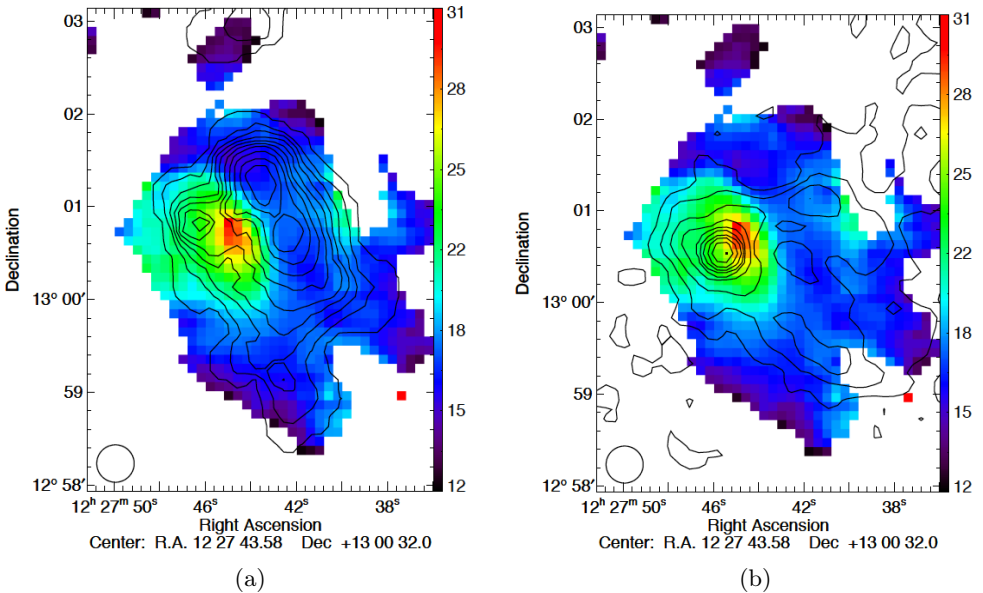 03
02
01
13 00′
59
12° 58′
Declination
12ʰ 27ᵐ 50ˢ
46ˢ
42ˢ
38ˢ
Right Ascension
Center: R.A. 12 27 43.58 Dec +13 00 32.0
31
28
25
22
18
15
12
(a)
03
02
01
13 00′
59
12° 58′
Declination
12ʰ 27ᵐ 50ˢ
46ˢ
42ˢ
38ˢ
Right Ascension
Center: R.A. 12 27 43.58 Dec +13 00 32.0
31
28
25
22
18
15
12
(b)